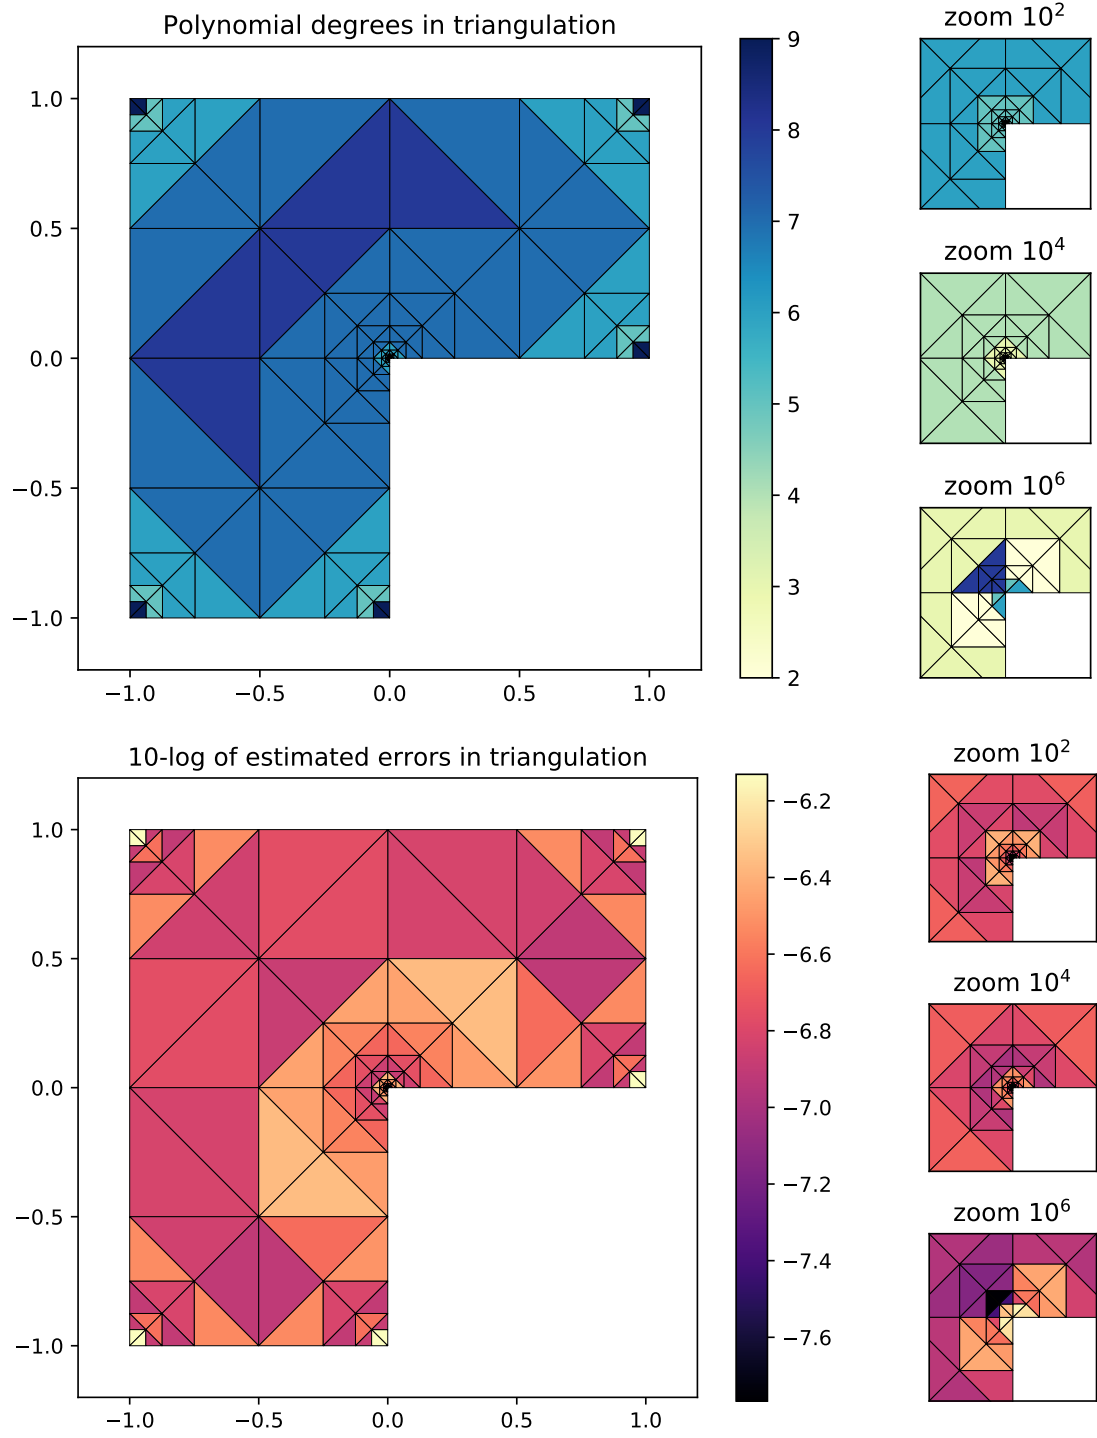 Polynomial degrees in triangulation
1.0
0.5
0.0
−0.5
−1.0
−1.0 −0.5 0.0 0.5 1.0
9
8
7
6
5
4
3
2
zoom 10²
zoom 10⁴
zoom 10⁶
10-log of estimated errors in triangulation
1.0
0.5
0.0
−0.5
−1.0
−1.0 −0.5 0.0 0.5 1.0
−6.2
−6.4
−6.6
−6.8
−7.0
−7.2
−7.4
−7.6
zoom 10²
zoom 10⁴
zoom 10⁶